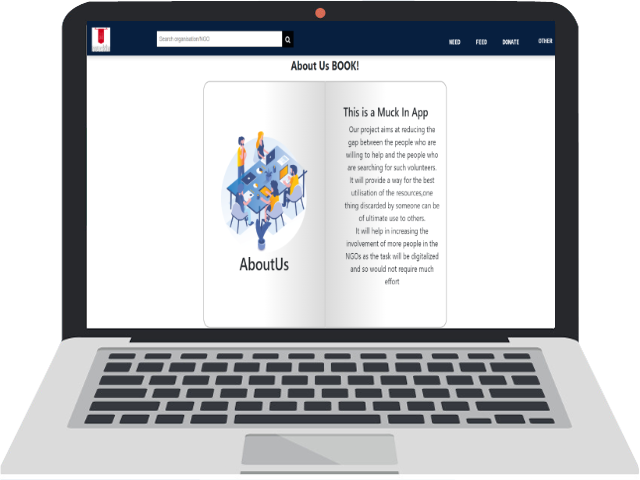 Search organisation/NGO
NEED FEED DONATE OTHER
About Us BOOK!
AboutUs
This is a Muck In App
Our project aims at reducing the
gap between the people who are
willing to help and the people who
are searching for such volunteers.
It will provide a way for the best
utilisation of the resources,one
thing discarded by someone can be
of ultimate use to others.
It will help in increasing the
involvement of more people in the
NGOs as the task will be digitalized
and so would not require much
effort